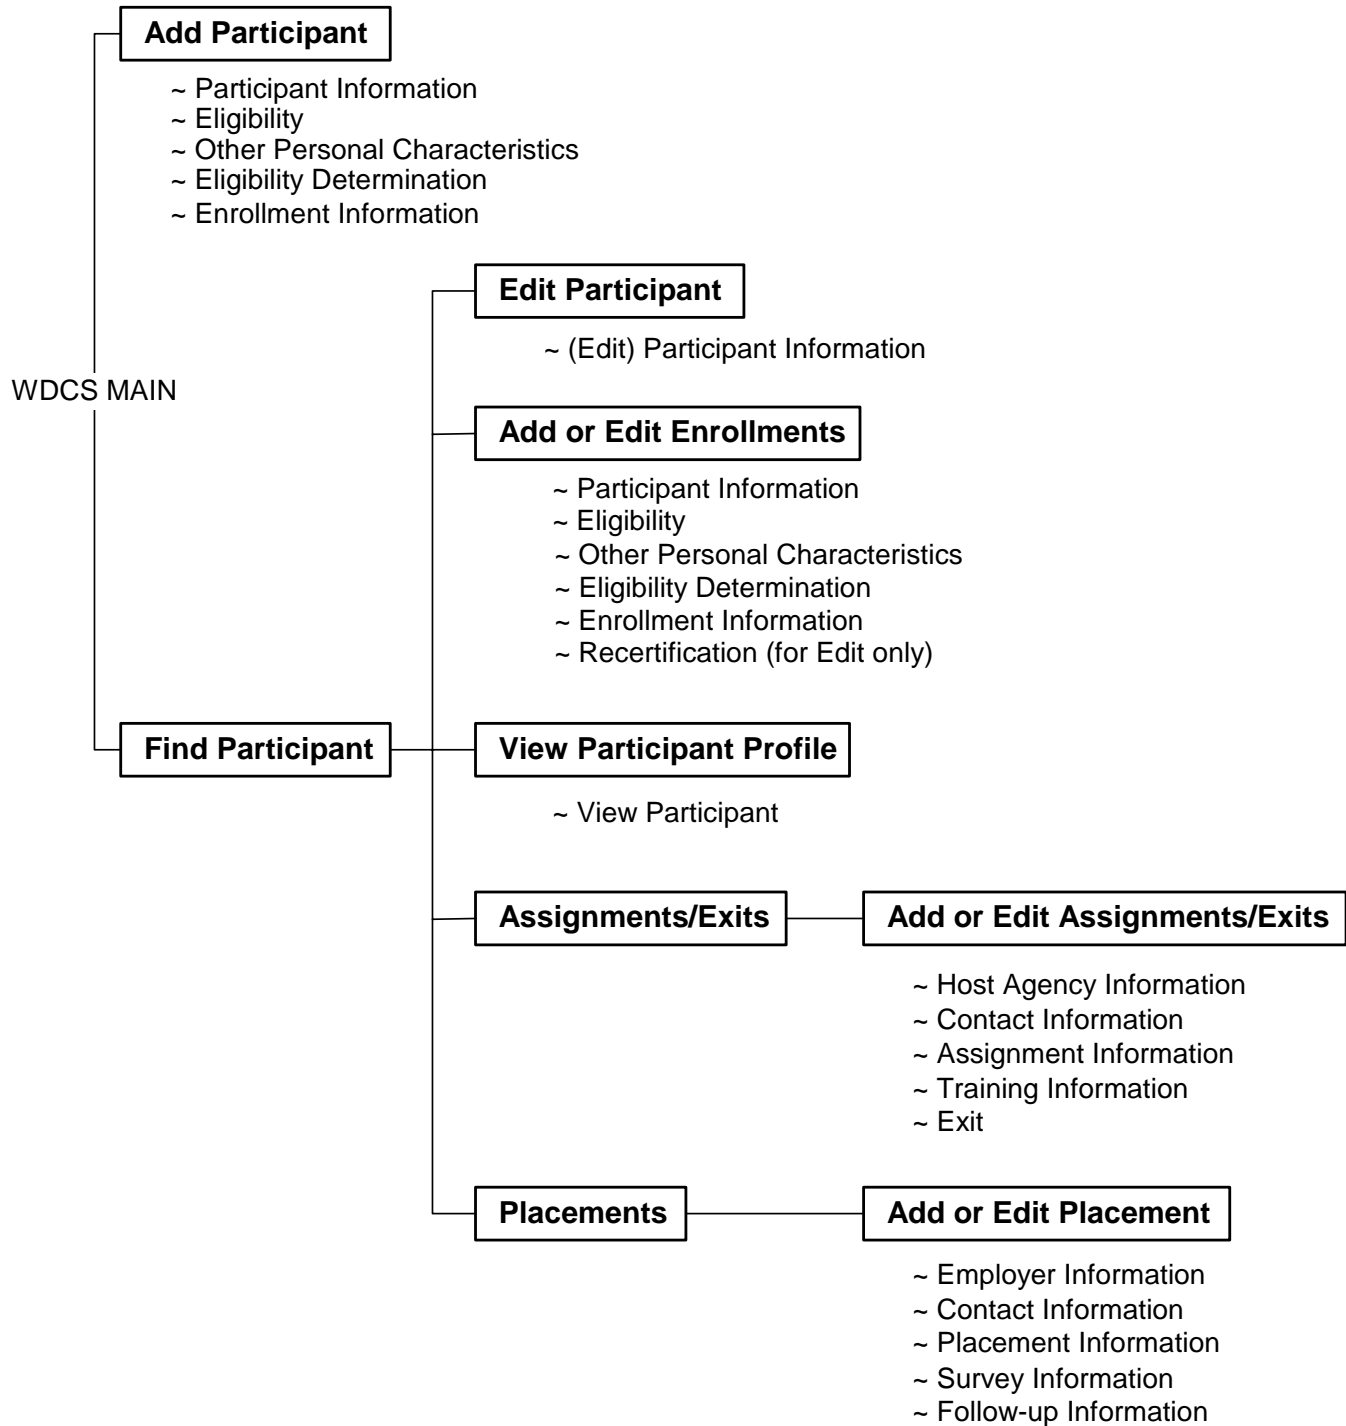 Add Participant
~ Participant Information
~ Eligibility
~ Other Personal Characteristics
~ Eligibility Determination
~ Enrollment Information
Edit Participant
~ (Edit) Participant Information
WDCS MAIN
Add or Edit Enrollments
~ Participant Information
~ Eligibility
~ Other Personal Characteristics
~ Eligibility Determination
~ Enrollment Information
~ Recertification (for Edit only)
Find Participant
View Participant Profile
~ View Participant
Assignments/Exits
Add or Edit Assignments/Exits
~ Host Agency Information
~ Contact Information
~ Assignment Information
~ Training Information
~ Exit
Placements
Add or Edit Placement
~ Employer Information
~ Contact Information
~ Placement Information
~ Survey Information
~ Follow-up Information